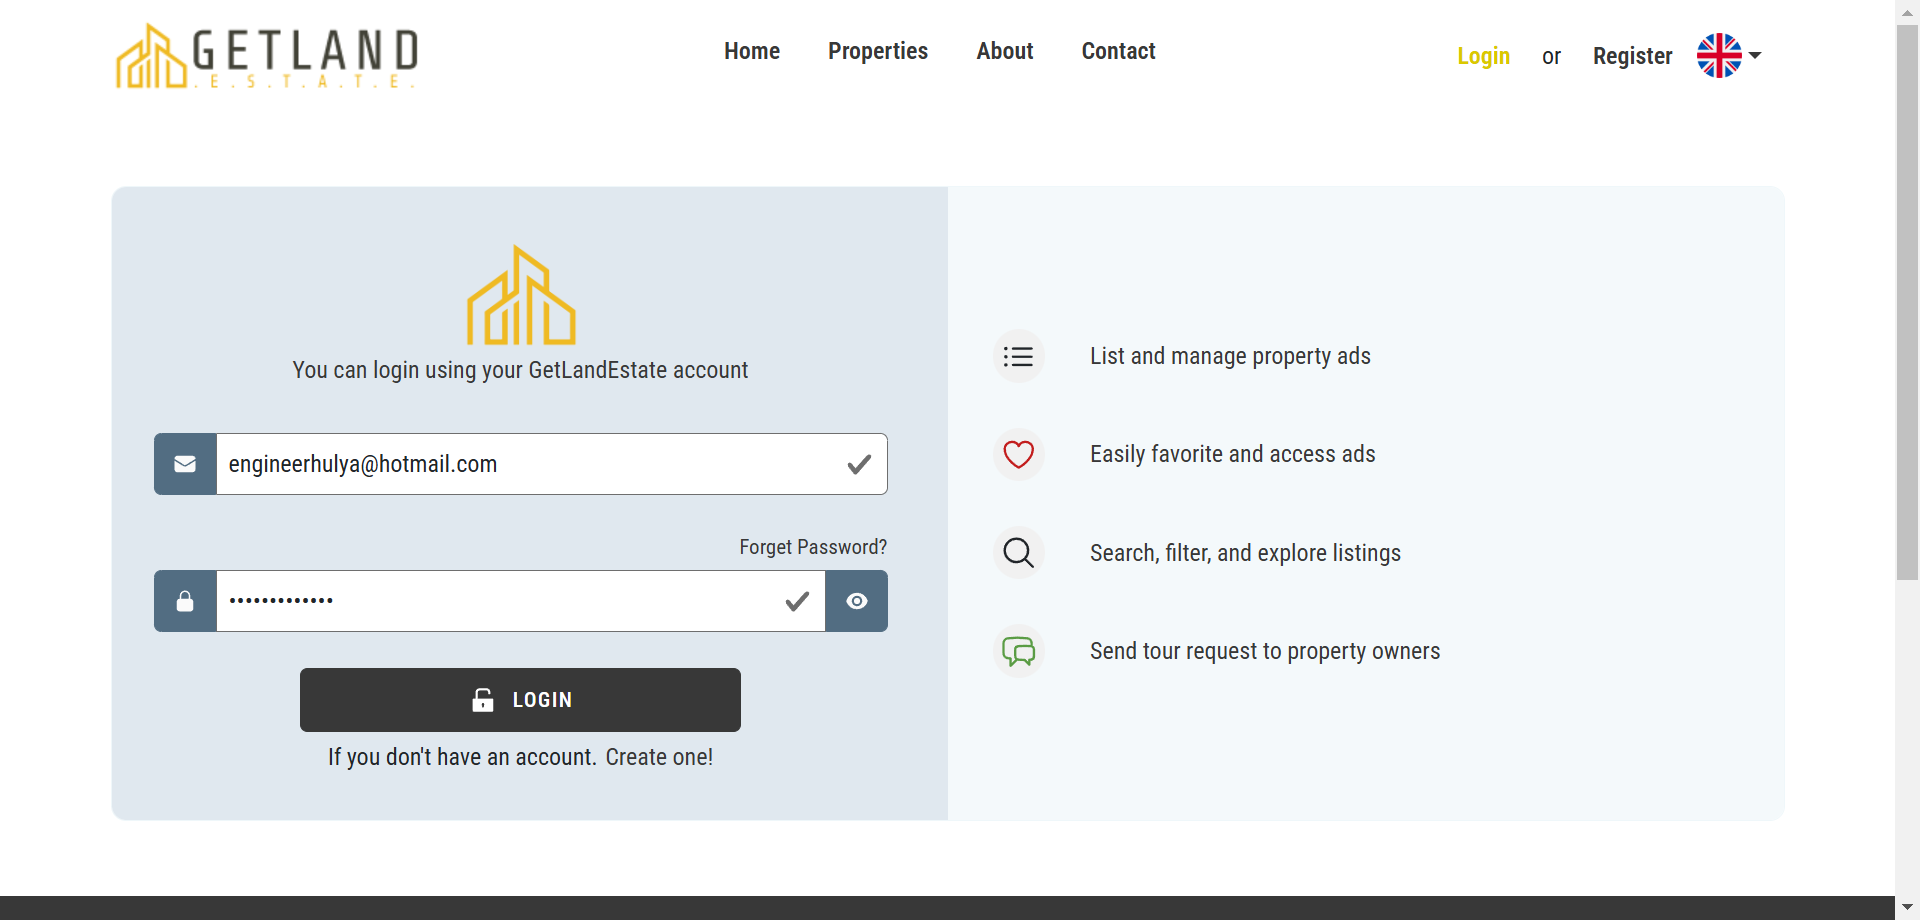 GETLAND
.E.S.T.A.T.E.
Home Properties About Contact
Login or Register
You can login using your GetLandEstate account
engineerhulya@hotmail.com
Forget Password?
•••••••••••••
LOGIN
If you don't have an account. Create one!
List and manage property ads
Easily favorite and access ads
Search, filter, and explore listings
Send tour request to property owners